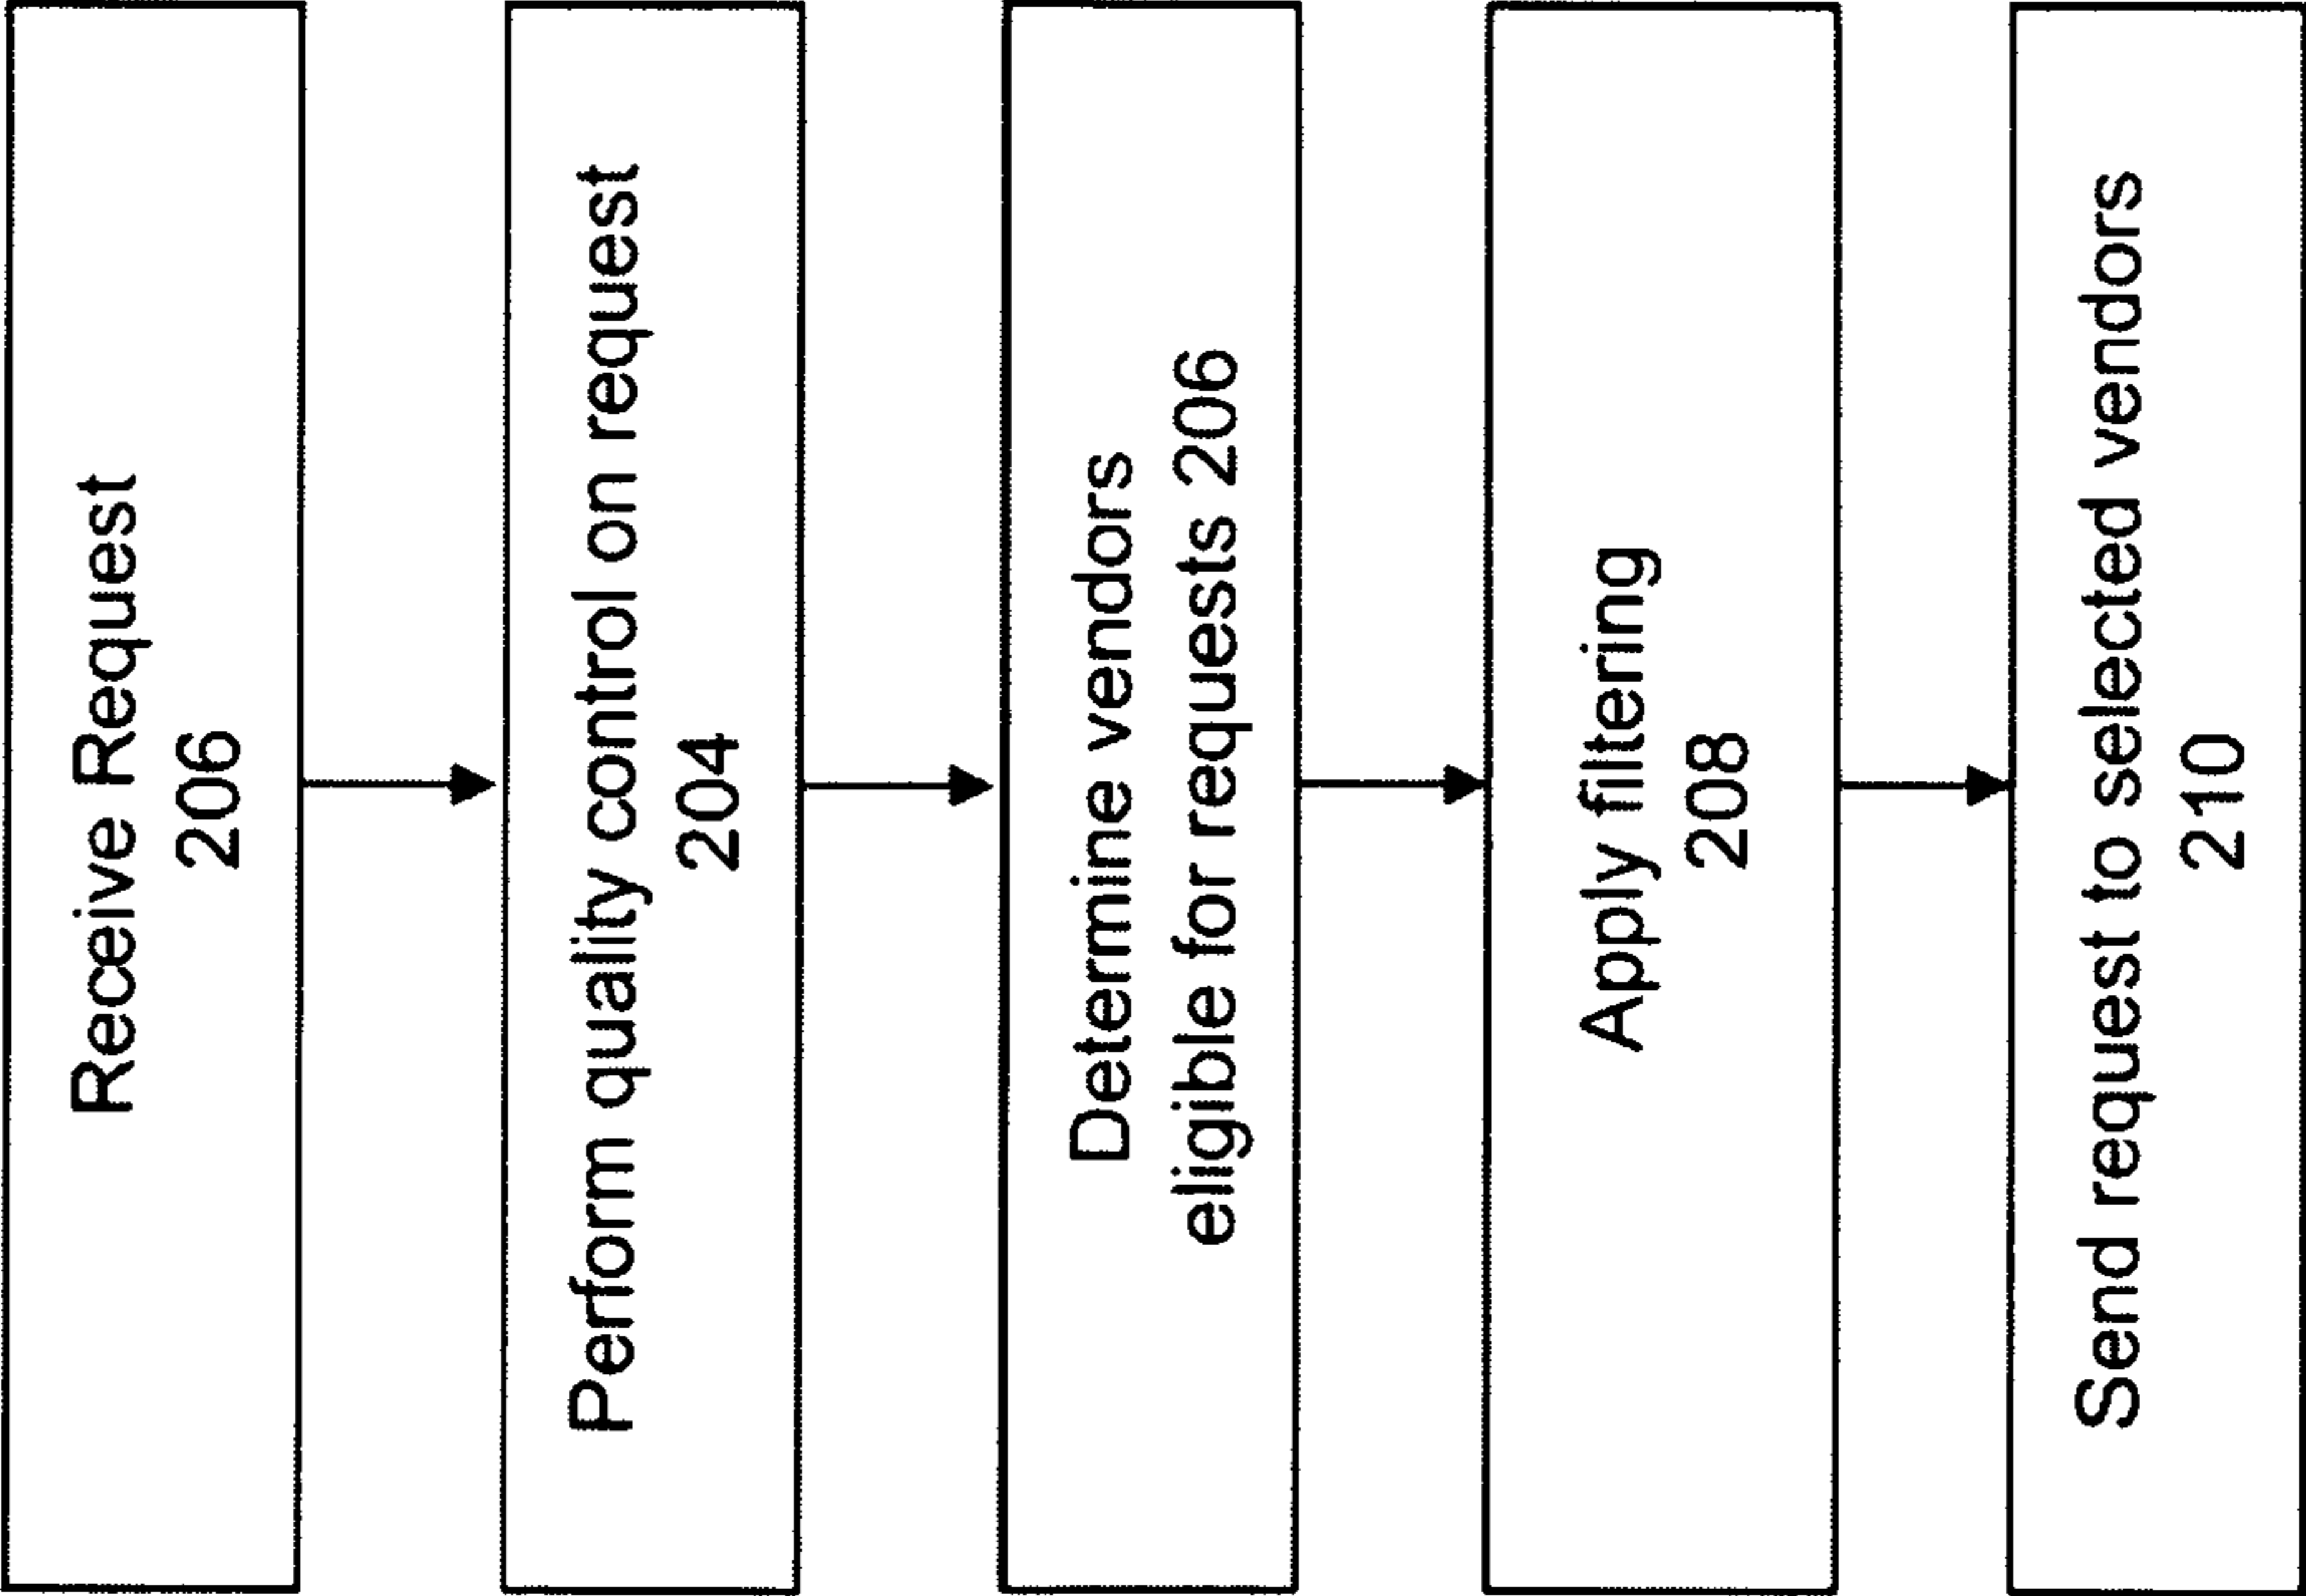 Receive Request
206
Perform quality control on request
204
Determine vendors
eligible for requests 206
Apply filtering
208
Send request to selected vendors
210